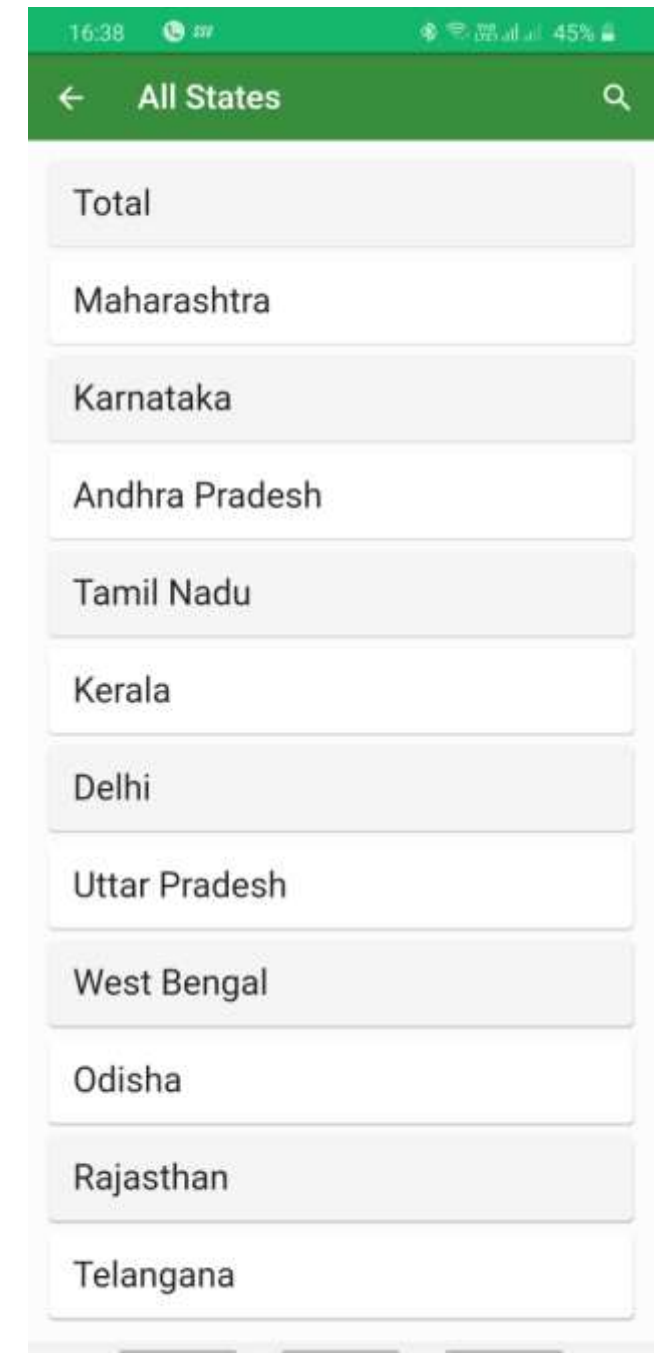 16:38 45%
All States
Total
Maharashtra
Karnataka
Andhra Pradesh
Tamil Nadu
Kerala
Delhi
Uttar Pradesh
West Bengal
Odisha
Rajasthan
Telangana